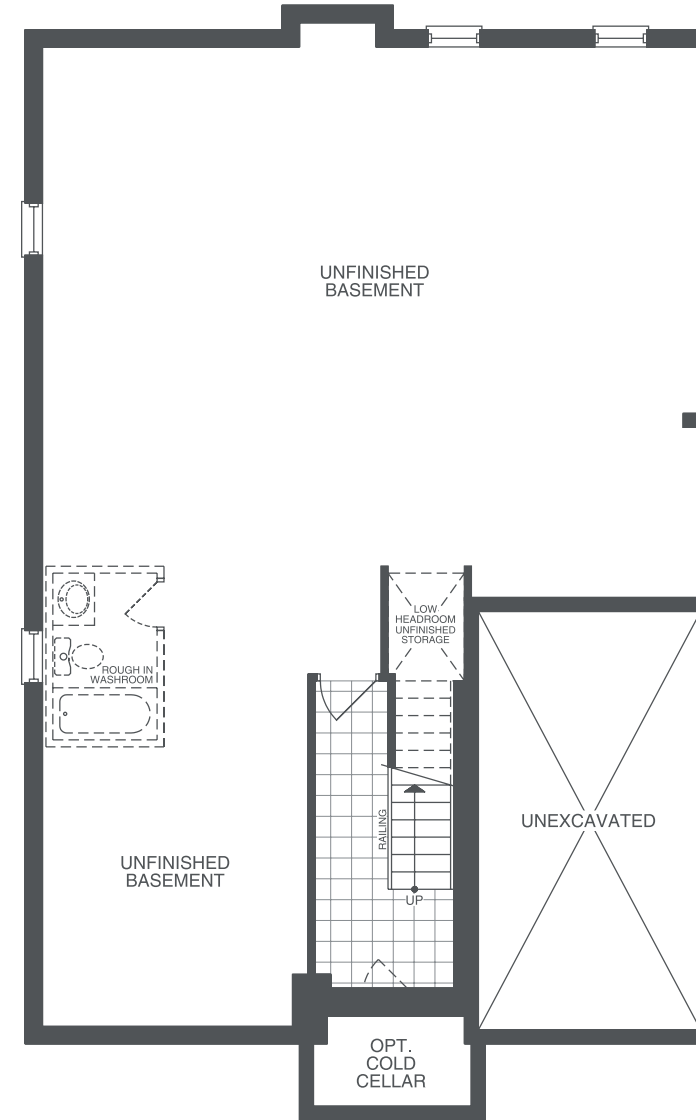 UNFINISHED
BASEMENT
LOW
HEADROOM
UNFINISHED
STORAGE
ROUGH IN
WASHROOM
RAILING
UNEXCAVATED
UNFINISHED
BASEMENT
UP
OPT.
COLD
CELLAR